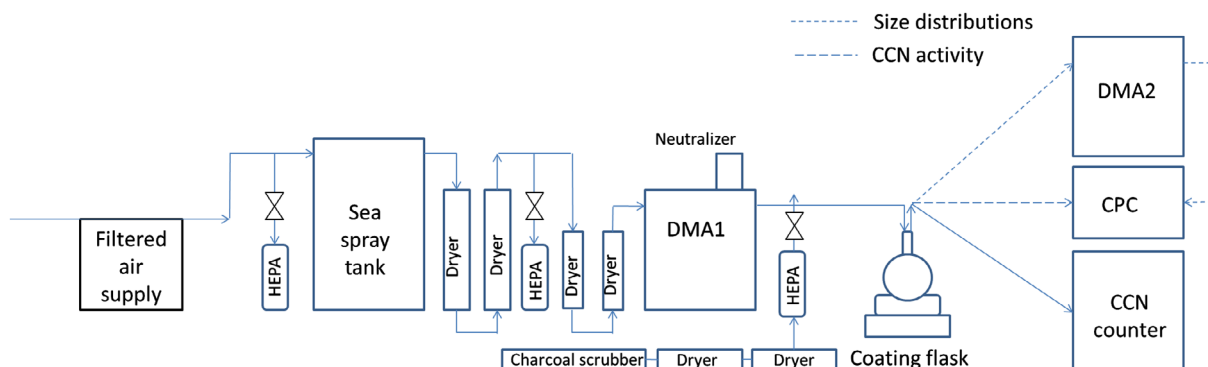 Size distributions
CCN activity
DMA2
Neutralizer
Filtered
air
supply
HEPA
Sea
spray
tank
Dryer
Dryer
HEPA
Dryer
Dryer
DMA1
HEPA
CPC
CCN
counter
Charcoal scrubber
Dryer
Dryer
Coating flask